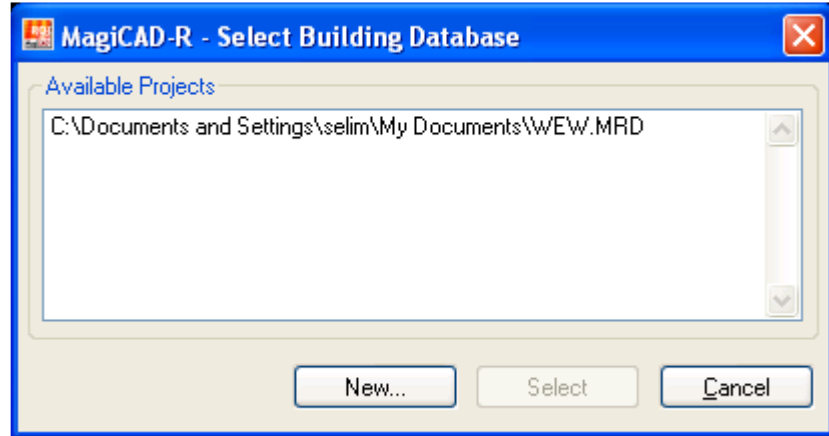 MagiCAD-R - Select Building Database
Available Projects
C:\Documents and Settings\selim\My Documents\WEW.MRD
New... Select Cancel